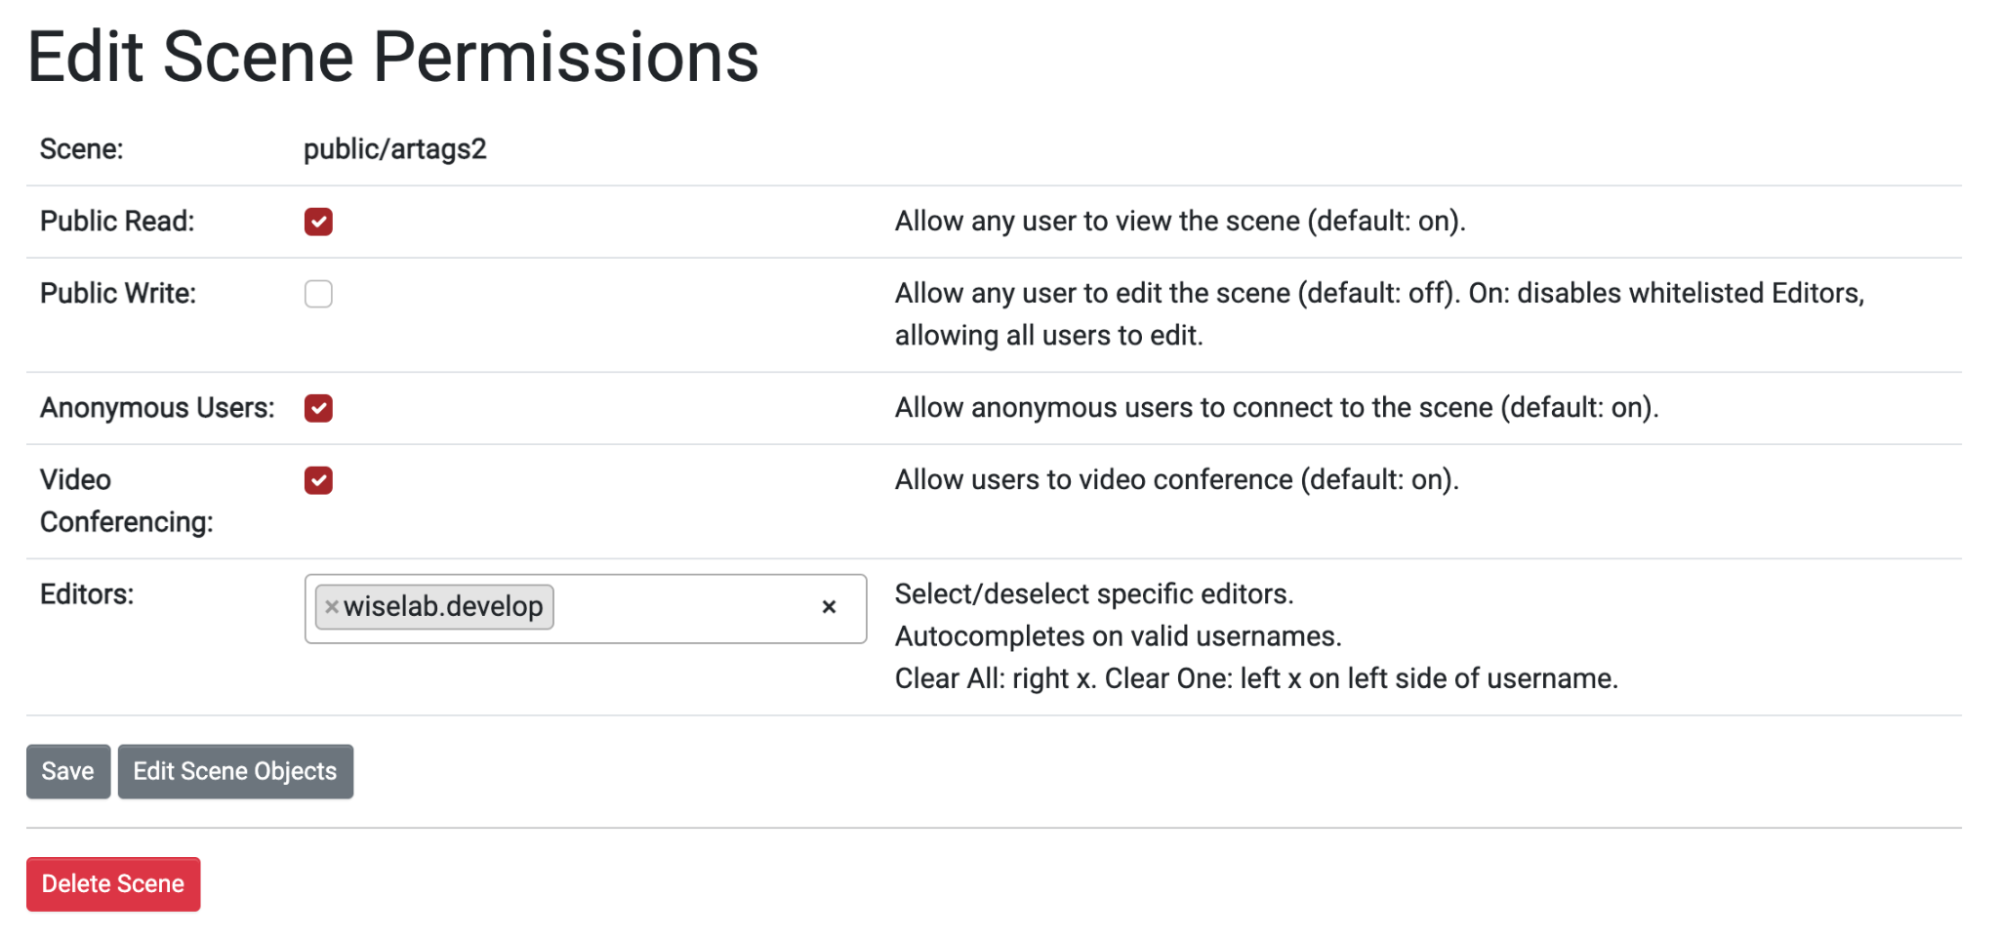 Edit Scene Permissions
Scene: public/artags2
Public Read: Allow any user to view the scene (default: on).
Public Write: Allow any user to edit the scene (default: off). On: disables whitelisted Editors,
allowing all users to edit.
Anonymous Users: Allow anonymous users to connect to the scene (default: on).
Video
Conferencing:
Allow users to video conference (default: on).
Editors: ×wiselab.develop ×
Select/deselect specific editors.
Autocompletes on valid usernames.
Clear All: right x. Clear One: left x on left side of username.
Save Edit Scene Objects
Delete Scene